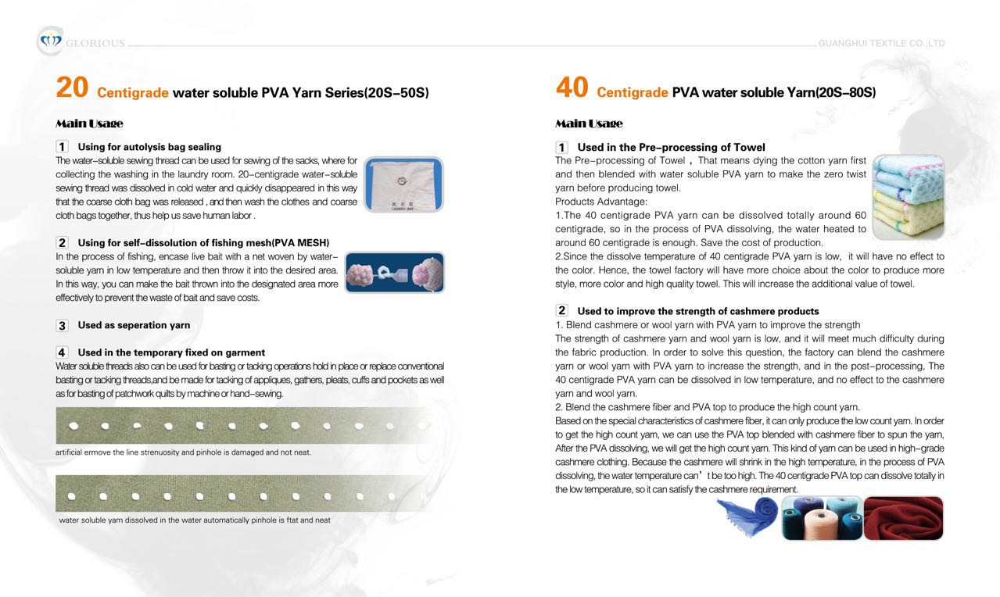 GLORIOUS
GUANGHUI TEXTILE CO.,LTD
20 Centigrade water soluble PVA Yarn Series(20S-50S)
Main Usage
1 Using for autolysis bag sealing
The water-soluble sewing thread can be used for sewing of the sacks, where for
collecting the washing in the laundry room. 20-centigrade water-soluble
sewing thread was dissolved in cold water and quickly disappeared in this way
that the coarse cloth bag was released , and then wash the clothes and coarse
cloth bags together, thus help us save human labor .
洗衣袋
LAUNDRY BAG
2 Using for self-dissolution of fishing mesh(PVA MESH)
In the process of fishing, encase live bait with a net woven by water-
soluble yarn in low temperature and then throw it into the desired area.
In this way, you can make the bait thrown into the designated area more
effectively to prevent the waste of bait and save costs.
3 Used as seperation yarn
4 Used in the temporary fixed on garment
Water soluble threads also can be used for basting or tacking operations hold in place or replace conventional
basting or tacking threads,and be made for tacking of appliques, gathers, pleats, cuffs and pockets as well
as for basting of patchwork quilts by machine or hand-sewing.
artificial ermove the line strenuosity and pinhole is damaged and not neat.
water soluble yam dissolved in the water automatically pinhole is ftat and neat
40 Centigrade PVA water soluble Yarn(20S-80S)
Main Usage
1 Used in the Pre-processing of Towel
The Pre-processing of Towel , That means dying the cotton yarn first
and then blended with water soluble PVA yarn to make the zero twist
yarn before producing towel.
Products Advantage:
1.The 40 centigrade PVA yarn can be dissolved totally around 60
centigrade, so in the process of PVA dissolving, the water heated to
around 60 centigrade is enough. Save the cost of production.
2.Since the dissolve temperature of 40 centigrade PVA yarn is low, it will have no effect to
the color. Hence, the towel factory will have more choice about the color to produce more
style, more color and high quality towel. This will increase the additional value of towel.
2 Used to improve the strength of cashmere products
1. Blend cashmere or wool yarn with PVA yarn to improve the strength
The strength of cashmere yarn and wool yarn is low, and it will meet much difficulty during
the fabric production. In order to solve this question, the factory can blend the cashmere
yarn or wool yarn with PVA yarn to increase the strength, and in the post-processing, The
40 centigrade PVA yarn can be dissolved in low temperature, and no effect to the cashmere
yarn and wool yarn.
2. Blend the cashmere fiber and PVA top to produce the high count yarn.
Based on the special characteristics of cashmere fiber, it can only produce the low count yarn. In order
to get the high count yarn, we can use the PVA top blended with cashmere fiber to spun the yarn,
After the PVA dissolving, we will get the high count yarn. This kind of yarn can be used in high-grade
cashmere clothing. Because the cashmere will shrink in the high temperature, in the process of PVA
dissolving, the water temperature can't be too high. The 40 centigrade PVA top can dissolve totally in
the low temperature, so it can satisfy the cashmere requirement.